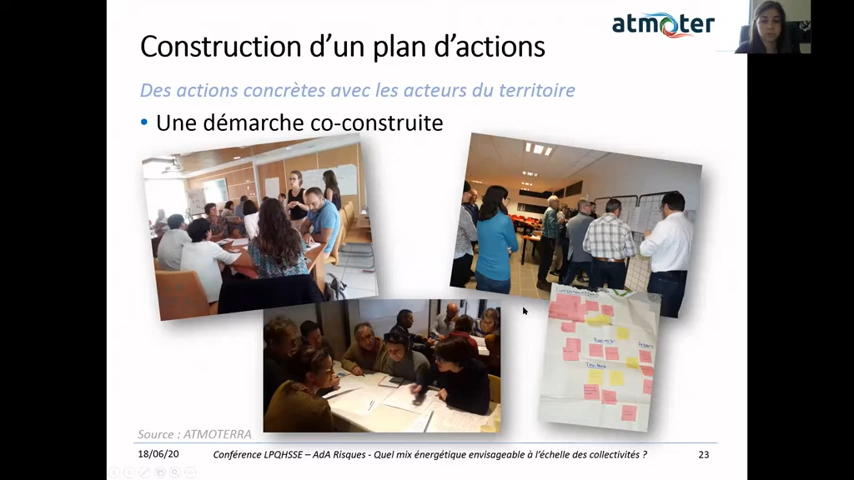 atmoter
Construction d'un plan d'actions
Des actions concrètes avec les acteurs du territoire
• Une démarche co-construite
Source : ATMOTERRA
18/06/20
Conférence LPQHSSE – AdA Risques - Quel mix énergétique envisageable à l'échelle des collectivités ?
23